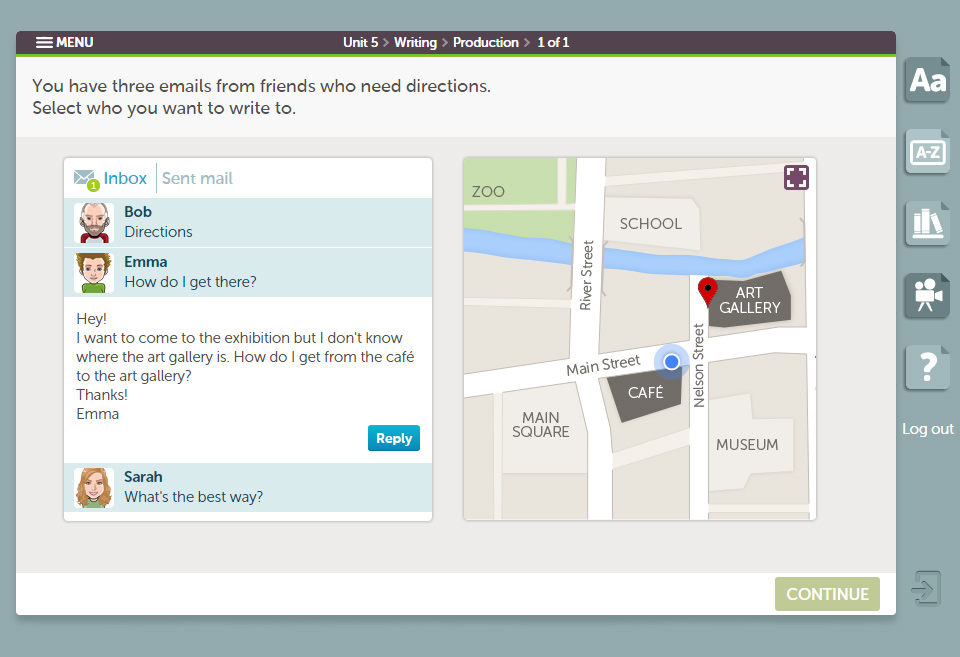 MENU
Unit 5 > Writing > Production > 1 of 1
You have three emails from friends who need directions.
Select who you want to write to.
1
Inbox
Sent mail
Bob
Directions
Emma
How do I get there?
Hey!
I want to come to the exhibition but I don't know
where the art gallery is. How do I get from the café
to the art gallery?
Thanks!
Emma
Reply
Sarah
What's the best way?
ZOO
SCHOOL
River Street
ART
GALLERY
Main Street
Nelson Street
CAFÉ
MAIN
SQUARE
MUSEUM
CONTINUE
Aa
A-Z
?
Log out